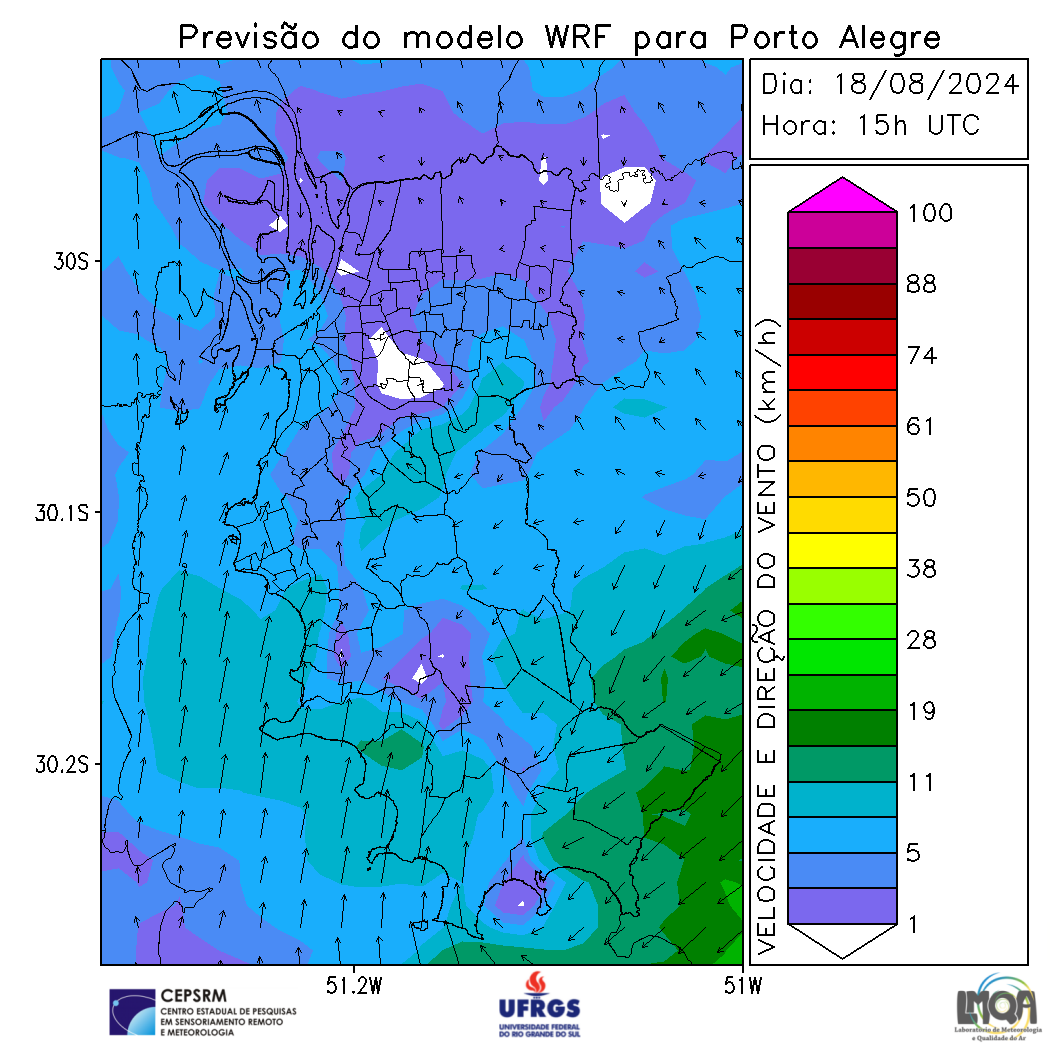 Previsão do modelo WRF para Porto Alegre
Dia: 18/08/2024
Hora: 15h UTC
30S
30.1S
30.2S
51.2W
51W
VELOCIDADE E DIREÇÃO DO VENTO (km/h)
100
88
74
61
50
38
28
19
11
5
1
CEPSRM
CENTRO ESTADUAL DE PESQUISAS
EM SENSORIAMENTO REMOTO
E METEOROLOGIA
UFRGS
UNIVERSIDADE FEDERAL
DO RIO GRANDE DO SUL
LMQA
Laboratório de Meteorologia
e Qualidade do Ar